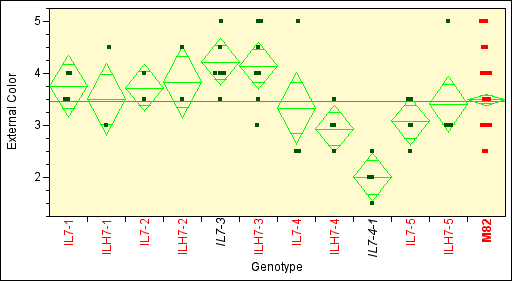 External Color
5
4
3
2
IL7-1
ILH7-1
IL7-2
ILH7-2
IL7-3
ILH7-3
IL7-4
ILH7-4
IL7-4-1
IL7-5
ILH7-5
M82
Genotype